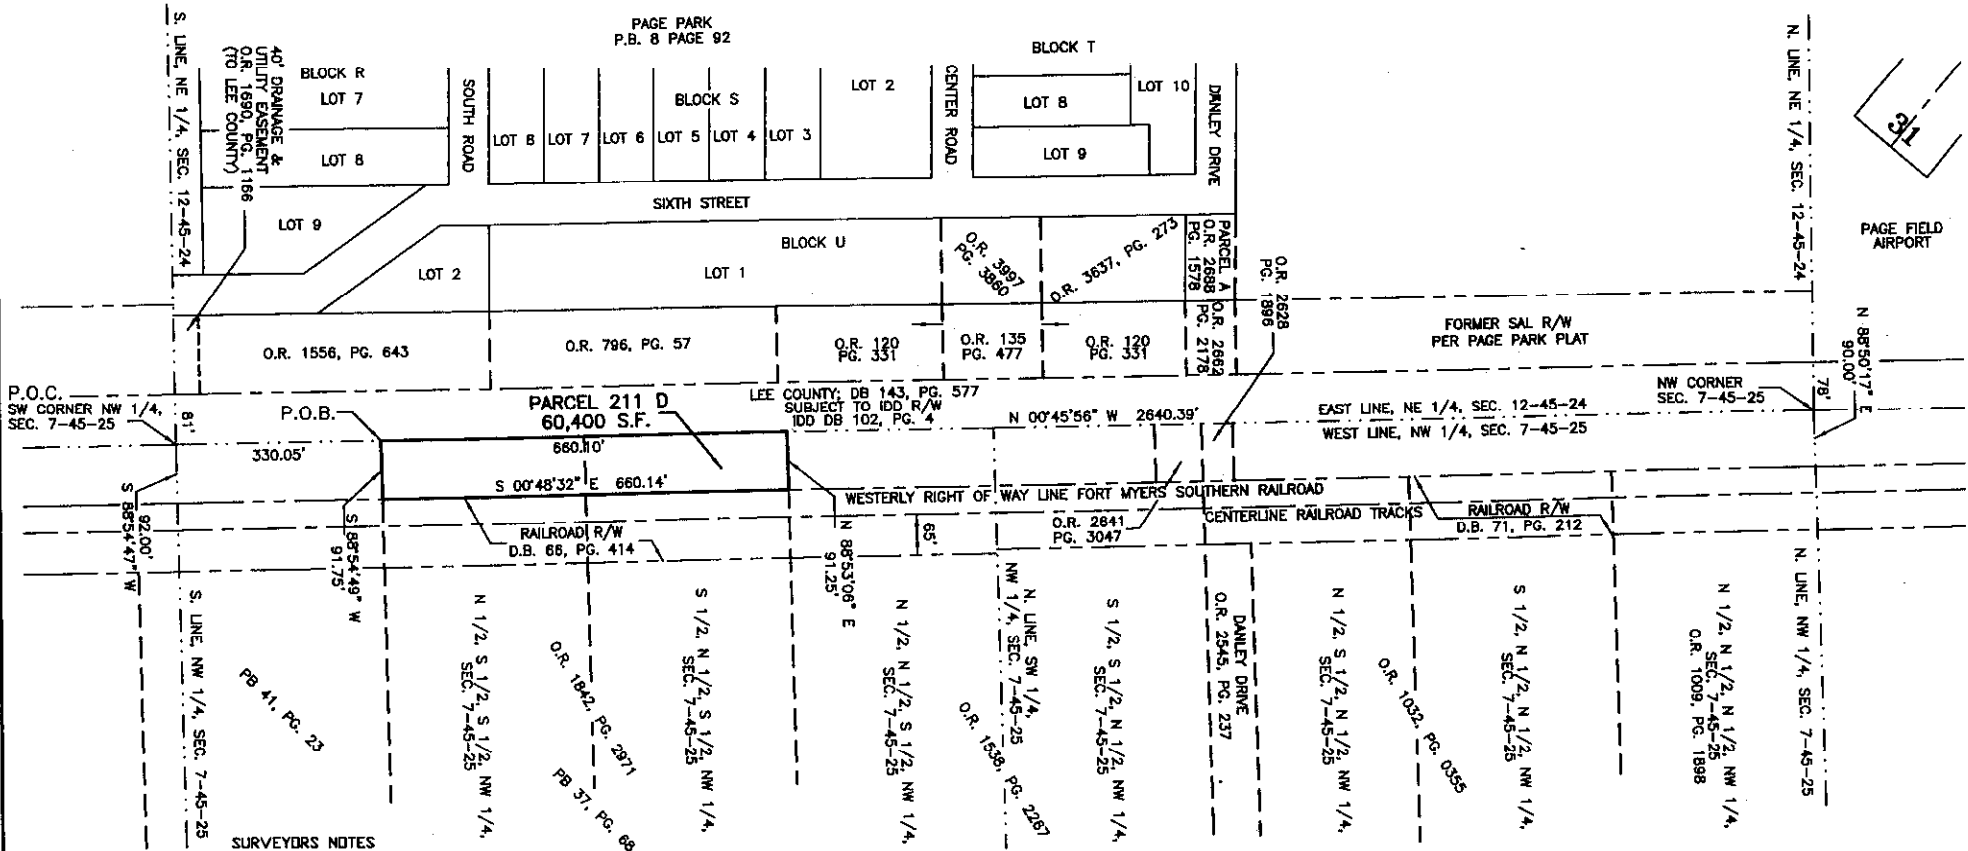 PAGE PARK
P.B. 8 PAGE 92
S. LINE, NE 1/4, SEC. 12-45-24
40' DRAINAGE &
UTILITY EASEMENT
O.R. 1690, PG. 1166
(TO LEE COUNTY)
BLOCK R
LOT 7
LOT 8
LOT 9
SOUTH ROAD
BLOCK S
LOT 8
LOT 7
LOT 6
LOT 5
LOT 4
LOT 3
LOT 2
CENTER ROAD
BLOCK T
LOT 8
LOT 9
LOT 10
DANLEY DRIVE
N. LINE, NE 1/4, SEC. 12-45-24
31
PAGE FIELD
AIRPORT
SIXTH STREET
BLOCK U
LOT 2
LOT 1
O.R. 3997
PG. 3860
O.R. 3637, PG. 273
PARCEL A
O.R. 2688
PG. 1578
O.R. 2662
PG. 2178
O.R. 2628
PG. 1896
O.R. 1556, PG. 643
O.R. 796, PG. 57
O.R. 120
PG. 331
O.R. 135
PG. 477
O.R. 120
PG. 331
FORMER SAL R/W
PER PAGE PARK PLAT
N 88°50'17" E
90.00'
P.O.C.
SW CORNER NW 1/4,
SEC. 7-45-25
81'
P.O.B.
PARCEL 211 D
60,400 S.F.
LEE COUNTY; DB 143, PG. 577
SUBJECT TO IDD R/W
IDD DB 102, PG. 4
N 00°45'56" W 2640.39'
EAST LINE, NE 1/4, SEC. 12-45-24
WEST LINE, NW 1/4, SEC. 7-45-25
NW CORNER
SEC. 7-45-25
78'
330.05'
660.10'
S 00°48'32" E 660.14'
WESTERLY RIGHT OF WAY LINE FORT MYERS SOUTHERN RAILROAD
CENTERLINE RAILROAD TRACKS
RAILROAD R/W
D.B. 66, PG. 414
65'
O.R. 2641
PG. 3047
RAILROAD R/W
D.B. 71, PG. 212
92.00'
S 88°54'47" W
S 88°54'49" W
91.75'
N 88°53'06" E
91.25'
S. LINE, NW 1/4, SEC. 7-45-25
PB 41, PG. 23
N 1/2, S 1/2, S 1/2, NW 1/4,
SEC. 7-45-25
O.R. 1842, PG. 2971
PB 37, PG. 68
S 1/2, N 1/2, S 1/2, NW 1/4,
SEC. 7-45-25
N 1/2, N 1/2, S 1/2, NW 1/4,
SEC. 7-45-25
O.R. 1538, PG. 2267
N. LINE, SW 1/4,
NW 1/4, SEC. 7-45-25
S 1/2, S 1/2, N 1/2, NW 1/4,
SEC. 7-45-25
DANLEY DRIVE
O.R. 2545, PG. 237
N 1/2, S 1/2, N 1/2, NW 1/4,
SEC. 7-45-25
O.R. 1032, PG. 0355
S 1/2, N 1/2, N 1/2, NW 1/4,
SEC. 7-45-25
N 1/2, N 1/2, N 1/2, NW 1/4,
SEC. 7-45-25
O.R. 1009, PG. 1898
N. LINE, NW 1/4, SEC. 7-45-25
SURVEYORS NOTES